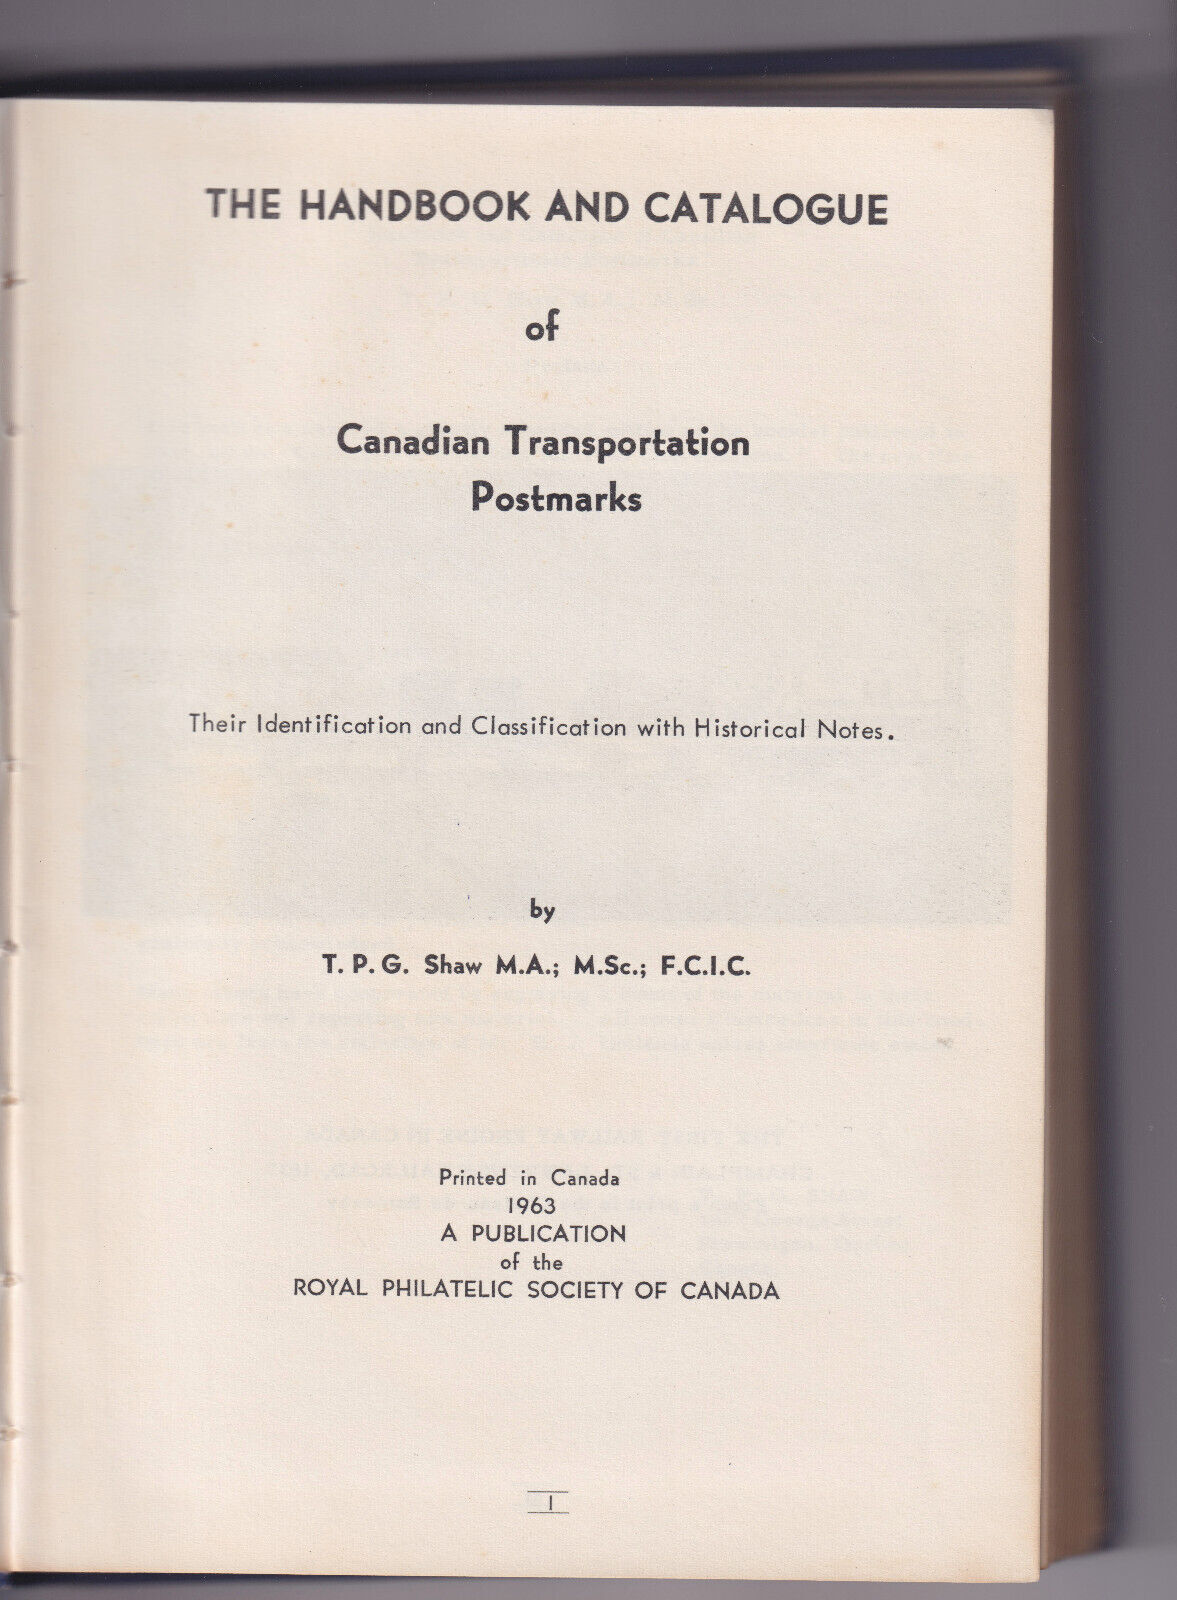 THE HANDBOOK AND CATALOGUE
of
Canadian Transportation
Postmarks
Their Identification and Classification with Historical Notes.
by
T. P. G. Shaw M.A.; M.Sc.; F.C.I.C.
Printed in Canada
1963
A PUBLICATION
of the
ROYAL PHILATELIC SOCIETY OF CANADA
1